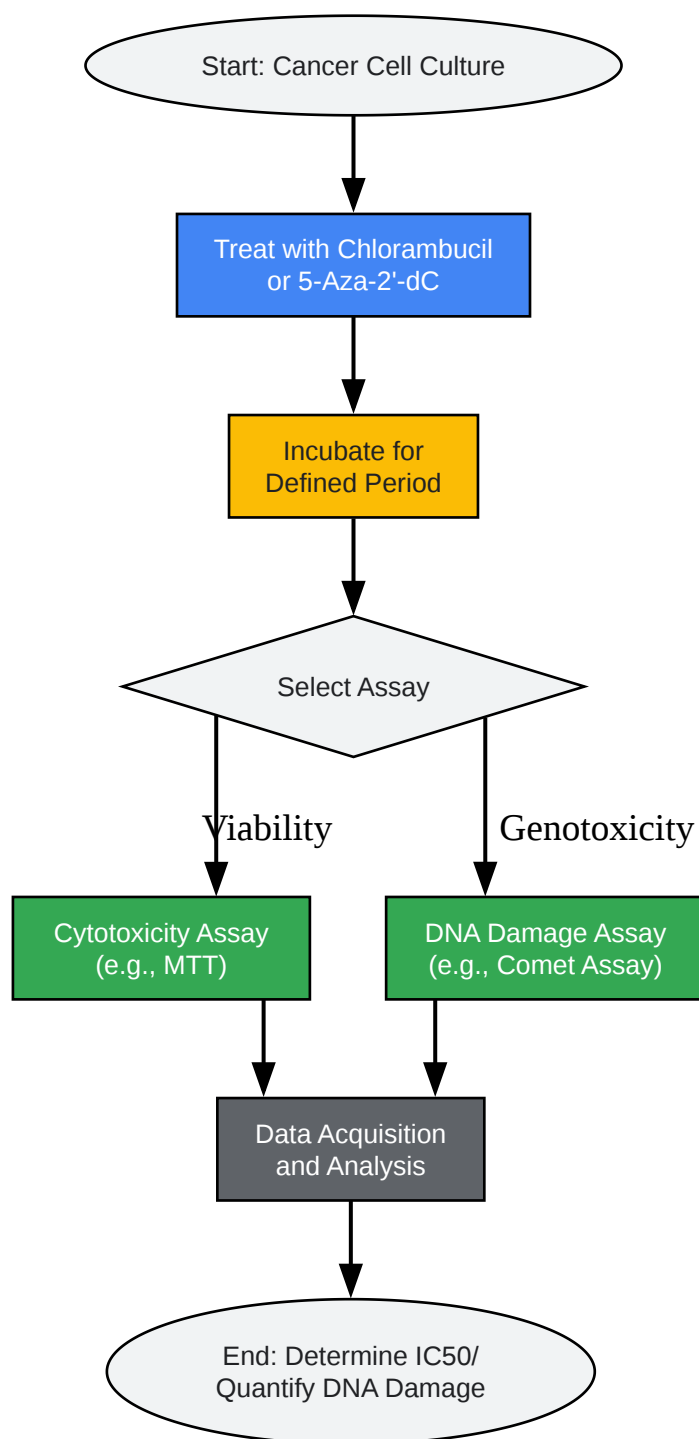 Start: Cancer Cell Culture
Treat with Chlorambucil
or 5-Aza-2'-dC
Incubate for
Defined Period
Select Assay
Viability
Genotoxicity
Cytotoxicity Assay
(e.g., MTT)
DNA Damage Assay
(e.g., Comet Assay)
Data Acquisition
and Analysis
End: Determine IC50/
Quantify DNA Damage